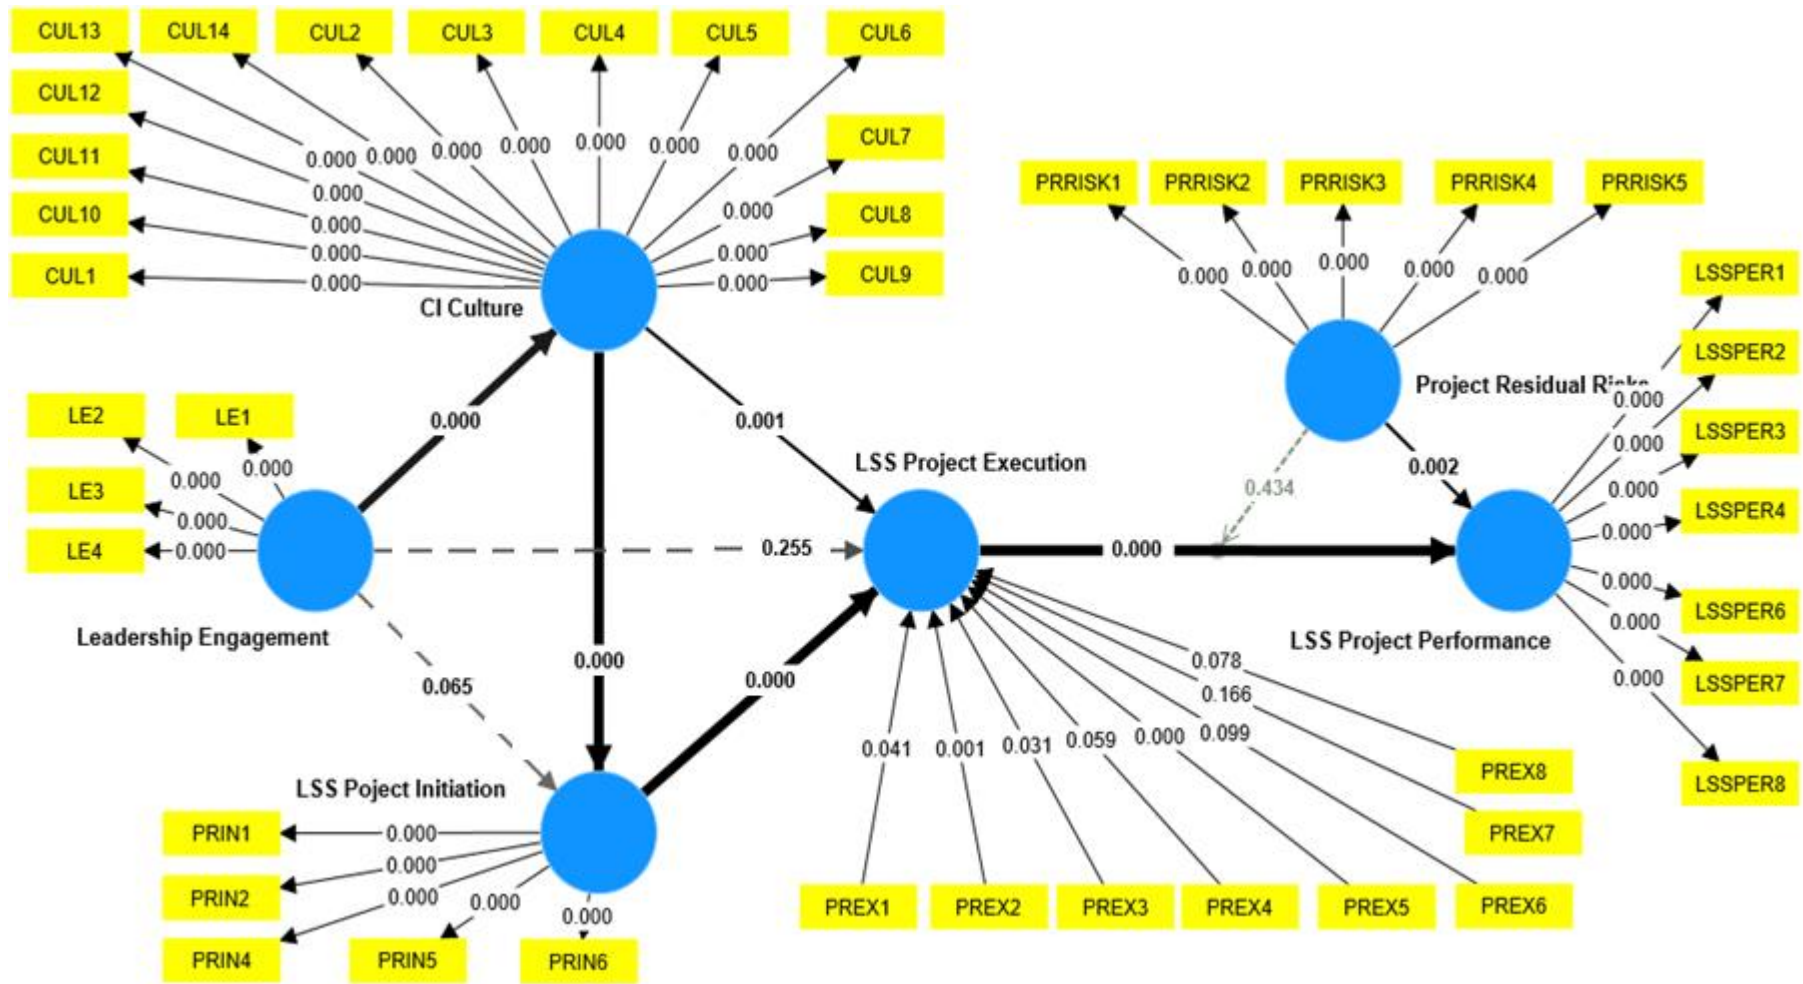 CUL13 CUL14 CUL2 CUL3 CUL4 CUL5 CUL6
CUL12
CUL7
CUL11
CUL10
CUL8
CUL1
CUL9
0.000 0.000 0.000 0.000 0.000 0.000 0.000
0.000
0.000
0.000
0.000
0.000
0.000
0.000
CI Culture
PRRISK1 PRRISK2 PRRISK3 PRRISK4 PRRISK5
0.000 0.000 0.000 0.000 0.000
Project Residual
LSSPER1
LSSPER2
LSSPER3
LSSPER4
LSSPER6
LSSPER7
LSSPER8
0.000
0.000
0.000
0.000
0.000
0.000
0.000
LE2 LE1
LE3
LE4
0.000
0.000
0.000
0.000
Leadership Engagement
0.000
0.001
0.255
0.065
0.000
0.000
LSS Project Execution
0.000
0.434
0.002
LSS Project Performance
LSS Poject Initiation
PRIN1
PRIN2
PRIN4
PRIN5
PRIN6
0.000
0.000
0.000
0.000
0.000
0.041 0.001 0.031 0.059 0.000 0.099
0.166
0.078
PREX8
PREX7
PREX1 PREX2 PREX3 PREX4 PREX5 PREX6